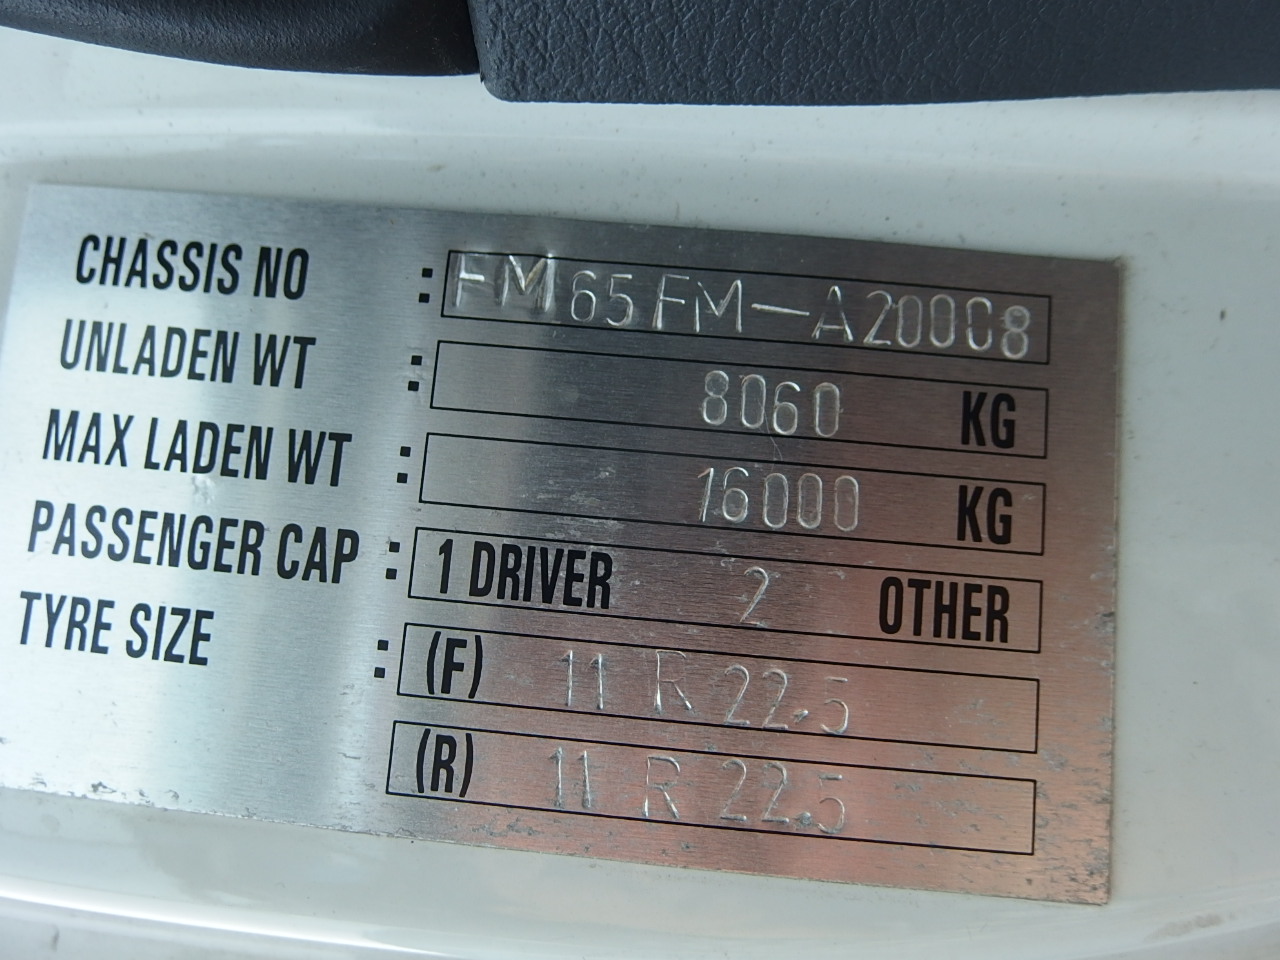 CHASSIS NO : FM65FM-A20008
UNLADEN WT : 8060 KG
MAX LADEN WT : 16000 KG
PASSENGER CAP : 1 DRIVER 2 OTHER
TYRE SIZE : (F) 11 R 22.5
(R) 11 R 22.5